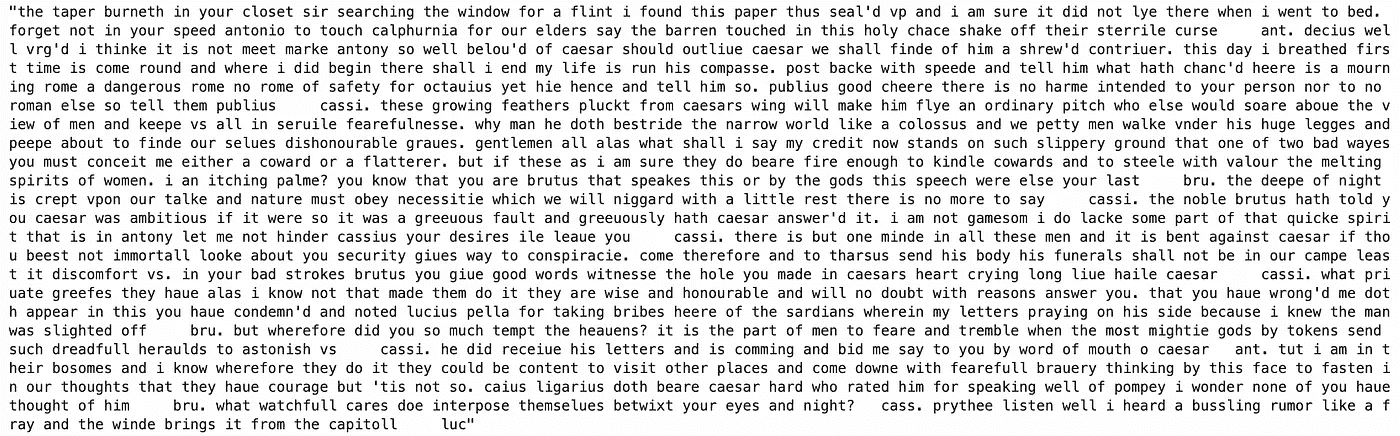 "the taper burneth in your closet sir searching the window for a flint i found this paper thus seal'd vp and i am sure it did not lye there when i went to bed.
forget not in your speed antonio to touch calphurnia for our elders say the barren touched in this holy chace shake off their sterrile curse     ant. decius wel
l vrg'd i thinke it is not meet marke antony so well belou'd of caesar should outliue caesar we shall finde of him a shrew'd contriuer. this day i breathed firs
t time is come round and where i did begin there shall i end my life is run his compasse. post backe with speede and tell him what hath chanc'd heere is a mourn
ing rome a dangerous rome no rome of safety for octauius yet hie hence and tell him so. publius good cheere there is no harme intended to your person nor to no
roman else so tell them publius     cassi. these growing feathers pluckt from caesars wing will make him flye an ordinary pitch who else would soare aboue the v
iew of men and keepe vs all in seruile fearefulnesse. why man he doth bestride the narrow world like a colossus and we petty men walke vnder his huge legges and
peepe about to finde our selues dishonourable graues. gentlemen all alas what shall i say my credit now stands on such slippery ground that one of two bad wayes
you must conceit me either a coward or a flatterer. but if these as i am sure they do beare fire enough to kindle cowards and to steele with valour the melting
spirits of women. i an itching palme? you know that you are brutus that speakes this or by the gods this speech were else your last     bru. the deepe of night
is crept vpon our talke and nature must obey necessitie which we will niggard with a little rest there is no more to say     cassi. the noble brutus hath told y
ou caesar was ambitious if it were so it was a greeuous fault and greeuously hath caesar answer'd it. i am not gamesom i do lacke some part of that quicke spiri
t that is in antony let me not hinder cassius your desires ile leaue you     cassi. there is but one minde in all these men and it is bent against caesar if tho
u beest not immortall looke about you security giues way to conspiracie. come therefore and to tharsus send his body his funerals shall not be in our campe leas
t it discomfort vs. in your bad strokes brutus you giue good words witnesse the hole you made in caesars heart crying long liue haile caesar     cassi. what pri
uate greefes they haue alas i know not that made them do it they are wise and honourable and will no doubt with reasons answer you. that you haue wrong'd me dot
h appear in this you haue condemn'd and noted lucius pella for taking bribes heere of the sardians wherein my letters praying on his side because i knew the man
was slighted off     bru. but wherefore did you so much tempt the heauens? it is the part of men to feare and tremble when the most mightie gods by tokens send
such dreadfull heraulds to astonish vs     cassi. he did receiue his letters and is comming and bid me say to you by word of mouth o caesar   ant. tut i am in t
heir bosomes and i know wherefore they do it they could be content to visit other places and come downe with fearefull brauery thinking by this face to fasten i
n our thoughts that they haue courage but 'tis not so. caius ligarius doth beare caesar hard who rated him for speaking well of pompey i wonder none of you haue
thought of him     bru. what watchfull cares doe interpose themselues betwixt your eyes and night?   cass. prythee listen well i heard a bussling rumor like a f
ray and the winde brings it from the capitoll     luc"